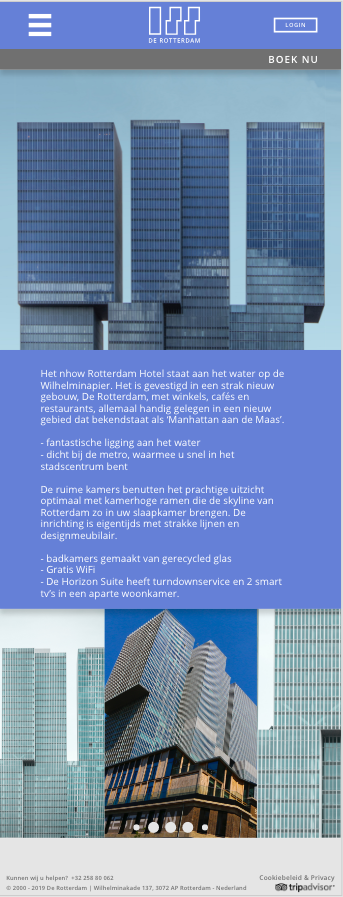 DE ROTTERDAM
LOGIN
BOEK NU
Het nhow Rotterdam Hotel staat aan het water op de
Wilhelminapier. Het is gevestigd in een strak nieuw
gebouw, De Rotterdam, met winkels, cafés en
restaurants, allemaal handig gelegen in een nieuw
gebied dat bekendstaat als ‘Manhattan aan de Maas’.
- fantastische ligging aan het water
- dicht bij de metro, waarmee u snel in het
stadscentrum bent
De ruime kamers benutten het prachtige uitzicht
optimaal met kamerhoge ramen die de skyline van
Rotterdam zo in uw slaapkamer brengen. De
inrichting is eigentijds met strakke lijnen en
designmeubilair.
- badkamers gemaakt van gerecycled glas
- Gratis WiFi
- De Horizon Suite heeft turndownservice en 2 smart
tv’s in een aparte woonkamer.
Kunnen wij u helpen? +32 258 80 062
Cookiebeleid & Privacy
© 2000 - 2019 De Rotterdam | Wilhelminakade 137, 3072 AP Rotterdam - Nederland
tripadvisor